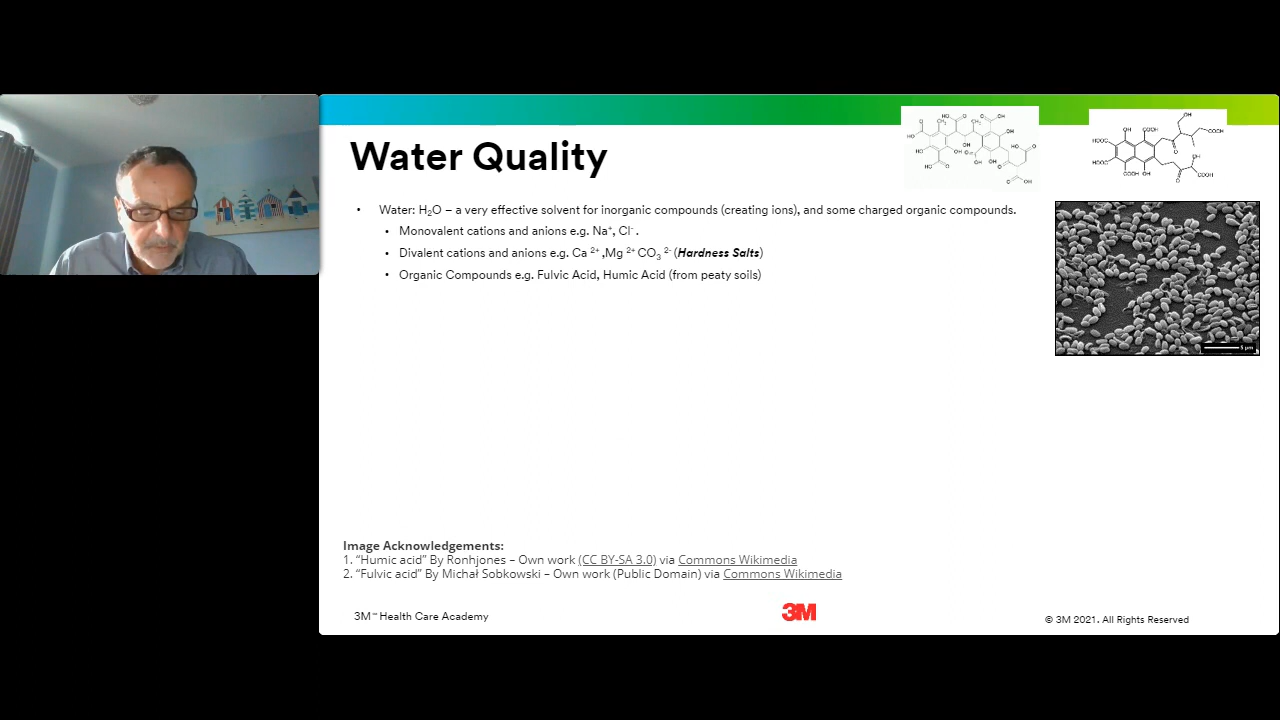 Water Quality
• Water: H₂O – a very effective solvent for inorganic compounds (creating ions), and some charged organic compounds.
• Monovalent cations and anions e.g. Na⁺, Cl⁻ .
• Divalent cations and anions e.g. Ca ²⁺ ,Mg ²⁺ CO₃ ²⁻ (Hardness Salts)
• Organic Compounds e.g. Fulvic Acid, Humic Acid (from peaty soils)
5 µm
Image Acknowledgements:
1. “Humic acid” By Ronhjones – Own work (CC BY-SA 3.0) via Commons Wikimedia
2. “Fulvic acid” By Michał Sobkowski – Own work (Public Domain) via Commons Wikimedia
3M™ Health Care Academy
3M
© 3M 2021. All Rights Reserved